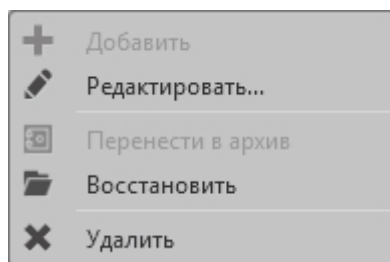 Добавить
Редактировать...
Перенести в архив
Восстановить
Удалить